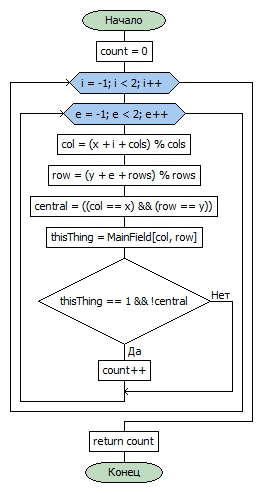 Начало
count = 0
i = -1; i < 2; i++
e = -1; e < 2; e++
col = (x + i + cols) % cols
row = (y + e + rows) % rows
central = ((col == x) && (row == y))
thisThing = MainField[col, row]
thisThing == 1 && !central
Нет
Да
count++
return count
Конец